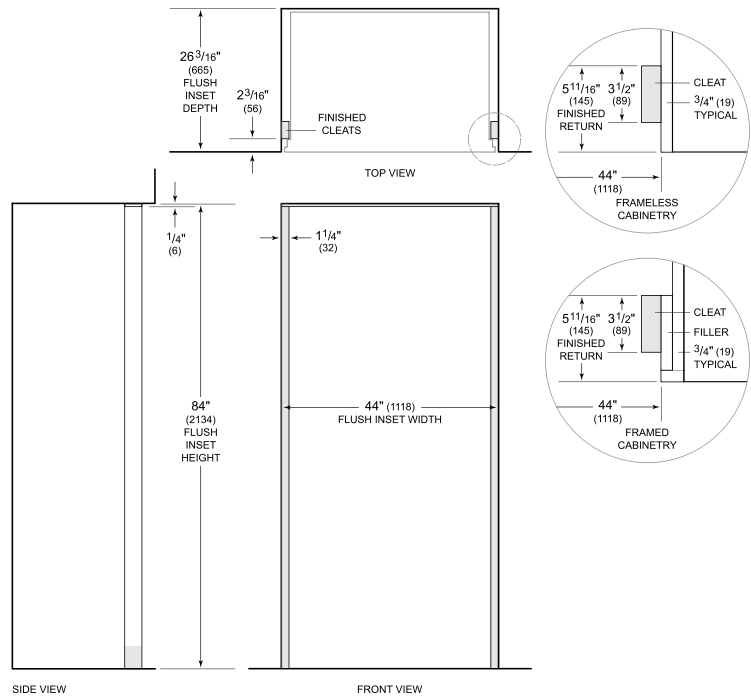 26 3/16"
(665)
FLUSH
INSET
DEPTH
2 3/16"
(56)
FINISHED
CLEATS
TOP VIEW
5 11/16"
(145)
FINISHED
RETURN
3 1/2"
(89)
CLEAT
3/4" (19)
TYPICAL
44"
(1118)
FRAMELESS
CABINETRY
1/4"
(6)
1 1/4"
(32)
84"
(2134)
FLUSH
INSET
HEIGHT
44" (1118)
FLUSH INSET WIDTH
5 11/16"
(145)
FINISHED
RETURN
3 1/2"
(89)
CLEAT
FILLER
3/4" (19)
TYPICAL
44"
(1118)
FRAMED
CABINETRY
SIDE VIEW
FRONT VIEW